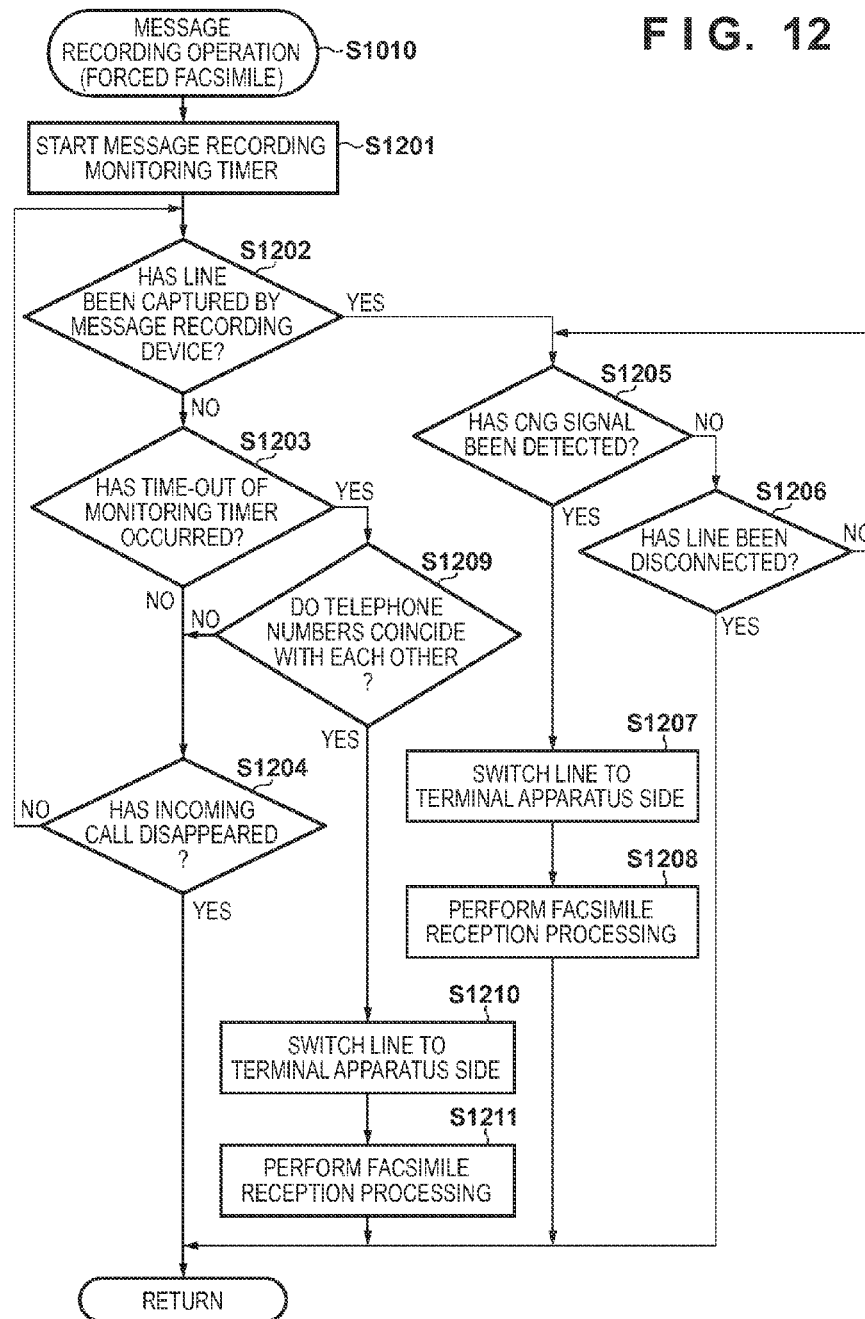 FIG. 12
MESSAGE
RECORDING OPERATION
(FORCED FACSIMILE)
S1010
START MESSAGE RECORDING
MONITORING TIMER
S1201
S1202
HAS LINE
BEEN CAPTURED BY
MESSAGE RECORDING
DEVICE?
YES
NO
S1203
HAS TIME-OUT OF
MONITORING TIMER
OCCURRED?
YES
NO
S1209
DO TELEPHONE
NUMBERS COINCIDE
WITH EACH OTHER
?
NO
YES
S1204
HAS INCOMING
CALL DISAPPEARED
?
NO
YES
S1205
HAS CNG SIGNAL
BEEN DETECTED?
NO
YES
S1206
HAS LINE BEEN
DISCONNECTED?
NO
YES
S1207
SWITCH LINE TO
TERMINAL APPARATUS SIDE
S1208
PERFORM FACSIMILE
RECEPTION PROCESSING
S1210
SWITCH LINE TO
TERMINAL APPARATUS SIDE
S1211
PERFORM FACSIMILE
RECEPTION PROCESSING
RETURN